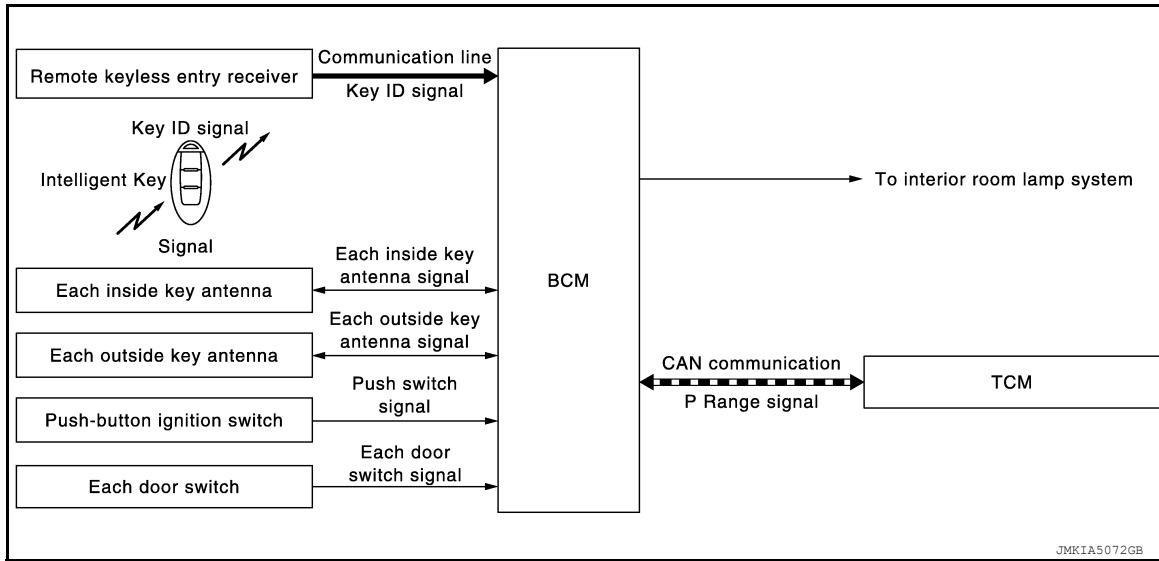 Remote keyless entry receiver
Communication line
Key ID signal
Key ID signal
Intelligent Key
Signal
Each inside key antenna
Each inside key
antenna signal
Each outside key antenna
Each outside key
antenna signal
Push-button ignition switch
Push switch
signal
Each door switch
Each door
switch signal
BCM
To interior room lamp system
CAN communication
P Range signal
TCM
JMKIA5072GB